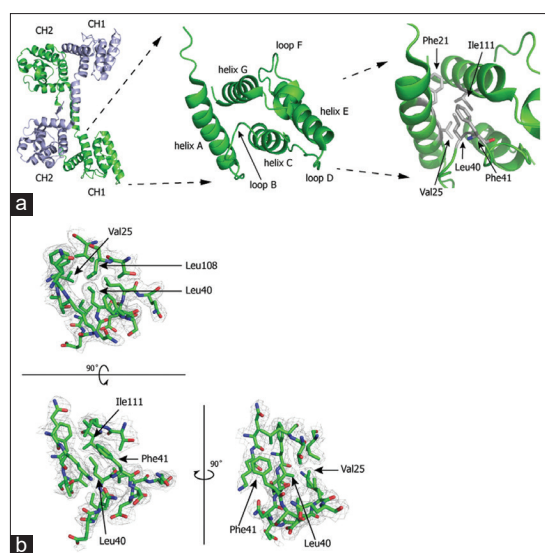 CH2
CH1
CH2
CH1
helix G
loop F
helix E
helix A
helix C
loop B
loop D
Phe21
Ile111
Val25
Leu40
Phe41
a
Val25
Leu108
Leu40
90°
Ile111
Phe41
Leu40
90°
Val25
Phe41
Leu40
b